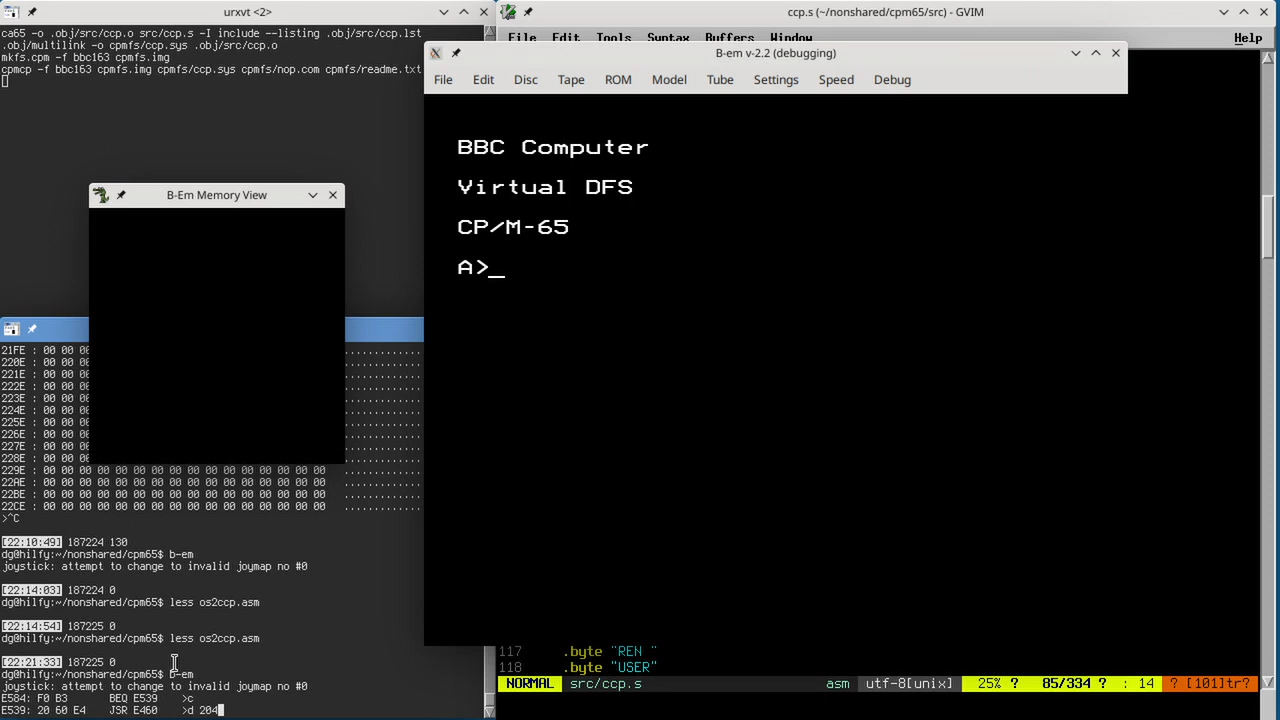 urxvt <2>
ca65 -o .obj/src/ccp.o src/ccp.s -I include --listing .obj/src/ccp.lst
.obj/multilink -o cpmfs/ccp.sys .obj/src/ccp.o
mkfs.cpm -f bbc163 cpmfs.img
cpmcp -f bbc163 cpmfs.img cpmfs/ccp.sys cpmfs/nop.com cpmfs/readme.txt
ccp.s (~/nonshared/cpm65/src) - GVIM
File Edit Tools Syntax Buffers Window Help
B-em v-2.2 (debugging)
File Edit Disc Tape ROM Model Tube Settings Speed Debug
BBC Computer
Virtual DFS
CP/M-65
A>_
B-Em Memory View
21FE : 00 00 00
220E : 00 00 00
221E : 00 00 00
222E : 00 00 00
223E : 00 00 00
224E : 00 00 00
225E : 00 00 00
226E : 00 00 00
227E : 00 00 00
228E : 00 00 00
229E : 00 00 00 00 00 00 00 00 00 00 00 00 00 00 00 00 .............
22AE : 00 00 00 00 00 00 00 00 00 00 00 00 00 00 00 00 .............
22BE : 00 00 00 00 00 00 00 00 00 00 00 00 00 00 00 00 .............
22CE : 00 00 00 00 00 00 00 00 00 00 00 00 00 00 00 00 .............
>^C
[22:10:49] 187224 130
dg@hilfy:~/nonshared/cpm65$ b-em
joystick: attempt to change to invalid joymap no #0
[22:14:03] 187224 0
dg@hilfy:~/nonshared/cpm65$ less os2ccp.asm
[22:14:54] 187225 0
dg@hilfy:~/nonshared/cpm65$ less os2ccp.asm
[22:21:33] 187225 0
dg@hilfy:~/nonshared/cpm65$ b-em
joystick: attempt to change to invalid joymap no #0
E584: F0 B3 BEQ E539 >c
E539: 20 60 E4 JSR E460 >d 204
117 .byte "REN "
118 .byte "USER"
NORMAL src/ccp.s asm utf-8[unix] 25% ? 85/334 ? : 14 ? [101]tr?